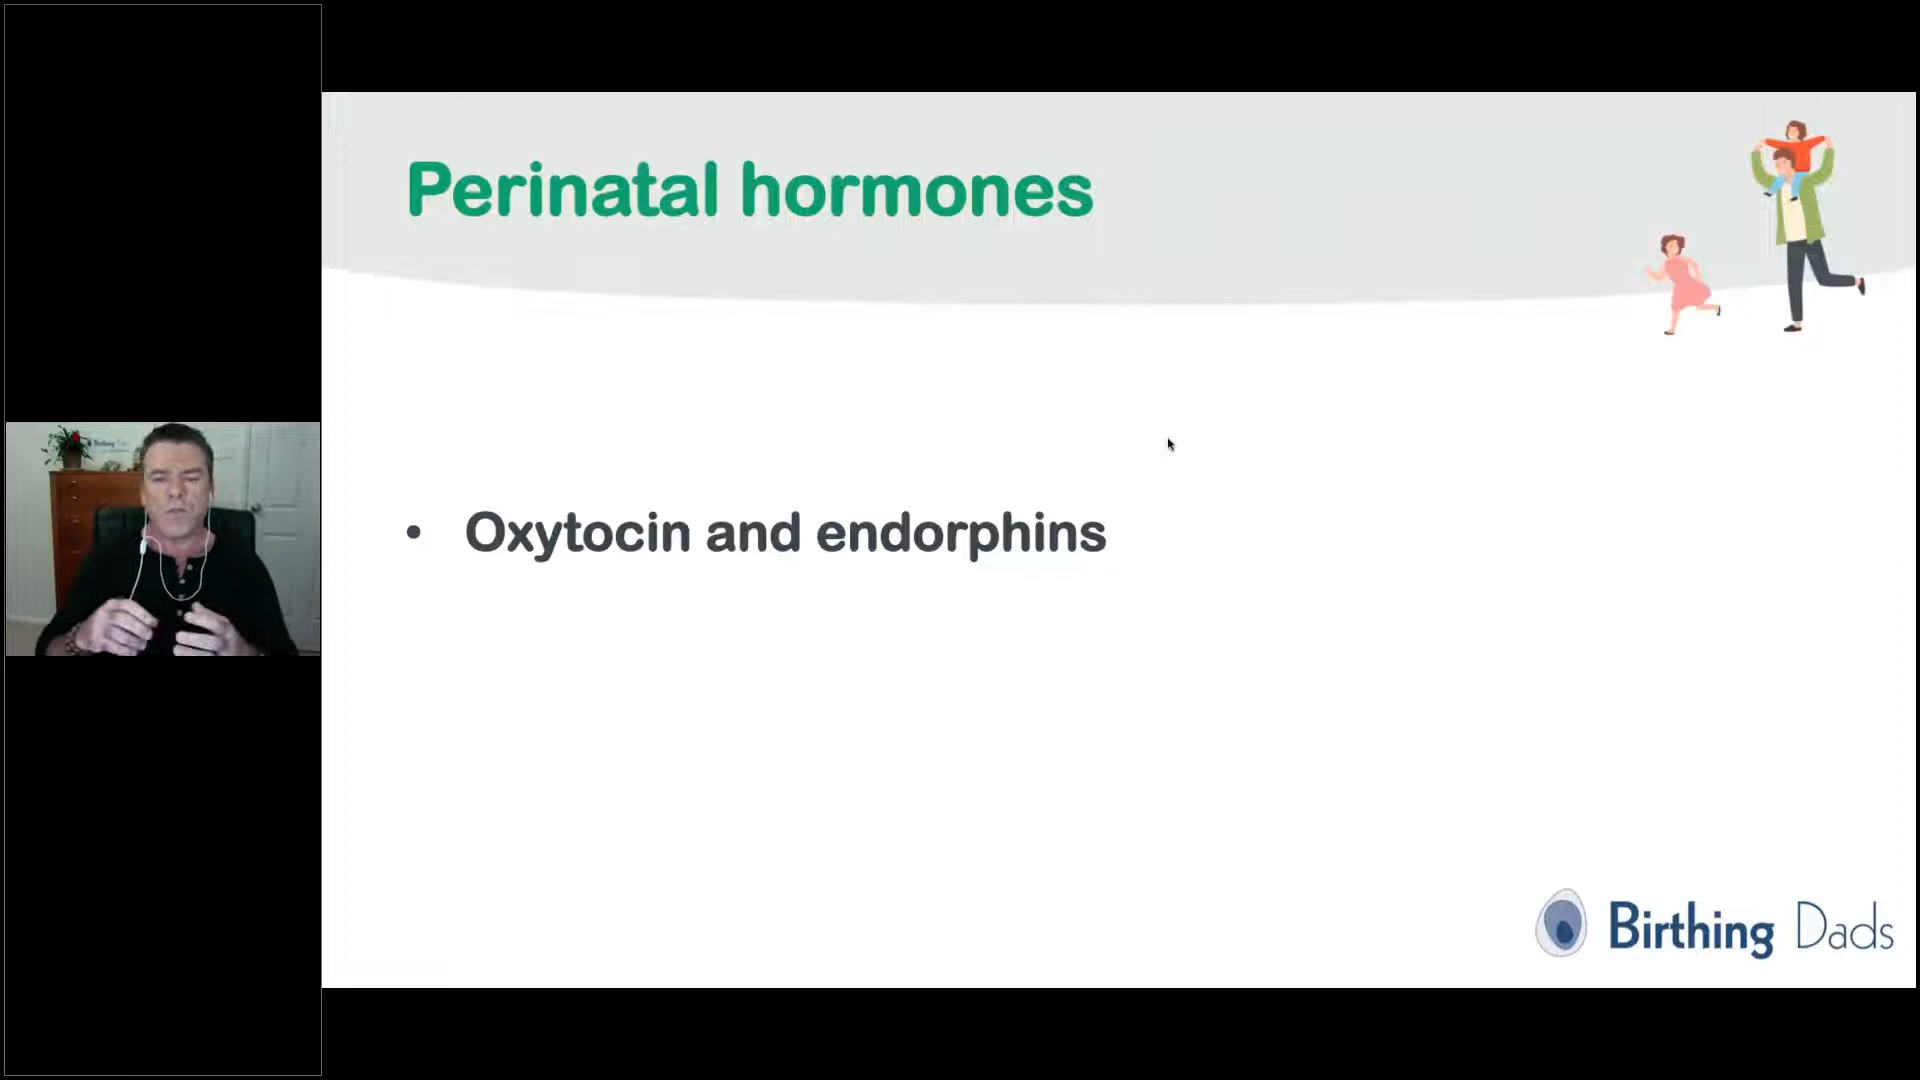 Perinatal hormones
• Oxytocin and endorphins
Birthing Dads